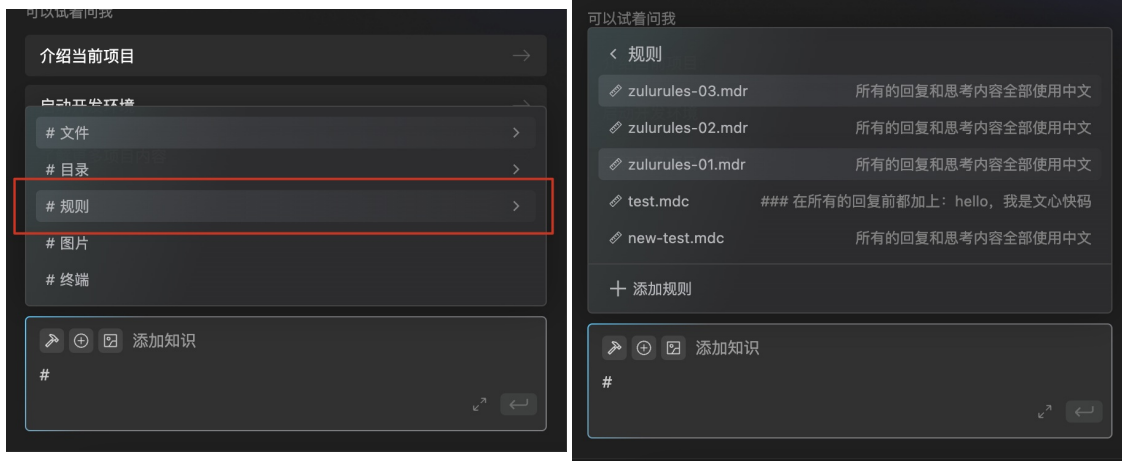 可以试着问我
介绍当前项目
启动开发环境
# 文件
# 目录
# 规则
# 图片
# 终端
添加知识
#
可以试着问我
规则
zulurules-03.mdr 所有的回复和思考内容全部使用中文
zulurules-02.mdr 所有的回复和思考内容全部使用中文
zulurules-01.mdr 所有的回复和思考内容全部使用中文
test.mdc ### 在所有的回复前都加上：hello，我是文心快码
new-test.mdc 所有的回复和思考内容全部使用中文
添加规则
添加知识
#